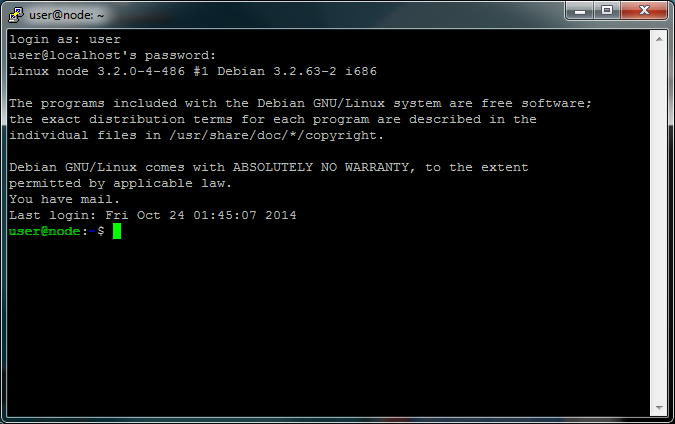 user@node: ~
login as: user
user@localhost's password:
Linux node 3.2.0-4-486 #1 Debian 3.2.63-2 i686
The programs included with the Debian GNU/Linux system are free software;
the exact distribution terms for each program are described in the
individual files in /usr/share/doc/*/copyright.
Debian GNU/Linux comes with ABSOLUTELY NO WARRANTY, to the extent
permitted by applicable law.
You have mail.
Last login: Fri Oct 24 01:45:07 2014
user@node:~$